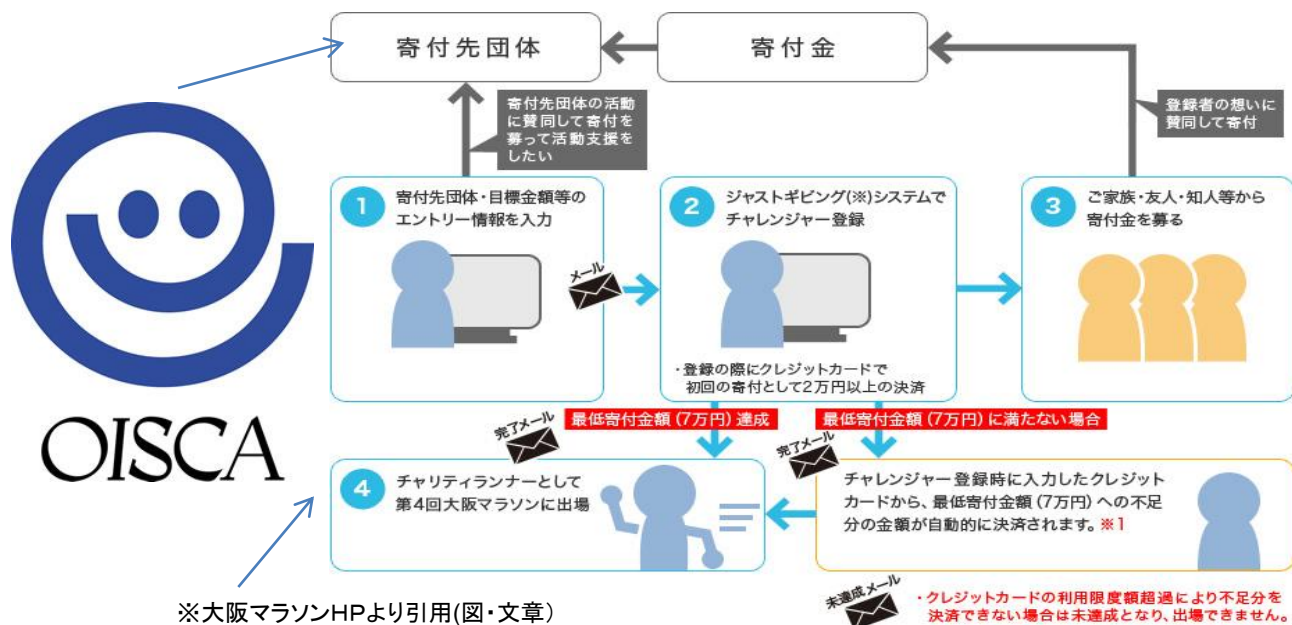 寄付先団体
寄付金
寄付先団体の活動
に賛同して寄付を
募って活動支援を
したい
登録者の想いに
賛同して寄付
1
寄付先団体・目標金額等の
エントリー情報を入力
メール
2
ジャストギビング(※)システムで
チャレンジャー登録
・登録の際にクレジットカードで
初回の寄付として2万円以上の決済
3
ご家族・友人・知人等から
寄付金を募る
OISCA
完了メール
最低寄付金額(7万円)達成
完了メール
最低寄付金額(7万円)に満たない場合
4
チャリティランナーとして
第4回大阪マラソンに出場
チャレンジャー登録時に入力したクレジット
カードから、最低寄付金額(7万円)への不足
分の金額が自動的に決済されます。※1
※大阪マラソンHPより引用(図・文章)
未達成メール
・クレジットカードの利用限度額超過により不足分を
決済できない場合は未達成となり、出場できません。